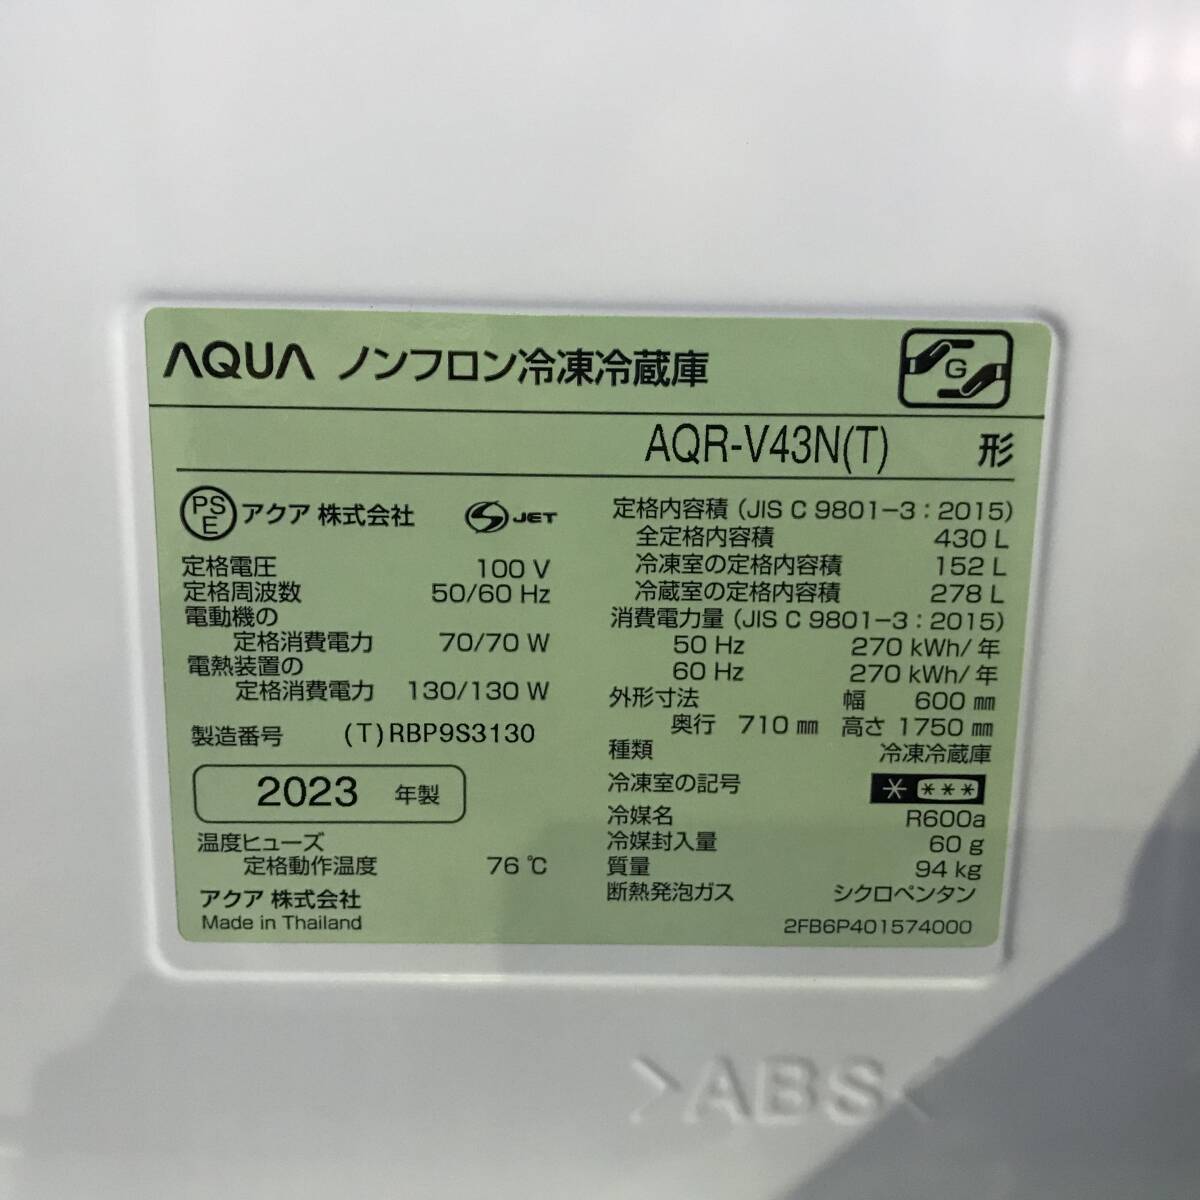 AQUA ノンフロン冷凍冷蔵庫
G
AQR-V43N(T) 形
PS E アクア 株式会社 S JET
定格電圧 100 V
定格周波数 50/60 Hz
電動機の
定格消費電力 70/70 W
電熱装置の
定格消費電力 130/130 W
製造番号 (T)RBP9S3130
2023 年製
温度ヒューズ
定格動作温度 76 ℃
アクア 株式会社
Made in Thailand
定格内容積 (JIS C 9801-3:2015)
全定格内容積 430 L
冷凍室の定格内容積 152 L
冷蔵室の定格内容積 278 L
消費電力量 (JIS C 9801-3:2015)
50 Hz 270 kWh/年
60 Hz 270 kWh/年
外形寸法 幅 600 ㎜
奥行 710 ㎜ 高さ 1750 ㎜
種類 冷凍冷蔵庫
冷凍室の記号 * ***
冷媒名 R600a
冷媒封入量 60 g
質量 94 kg
断熱発泡ガス シクロペンタン
2FB6P401574000
>ABS<